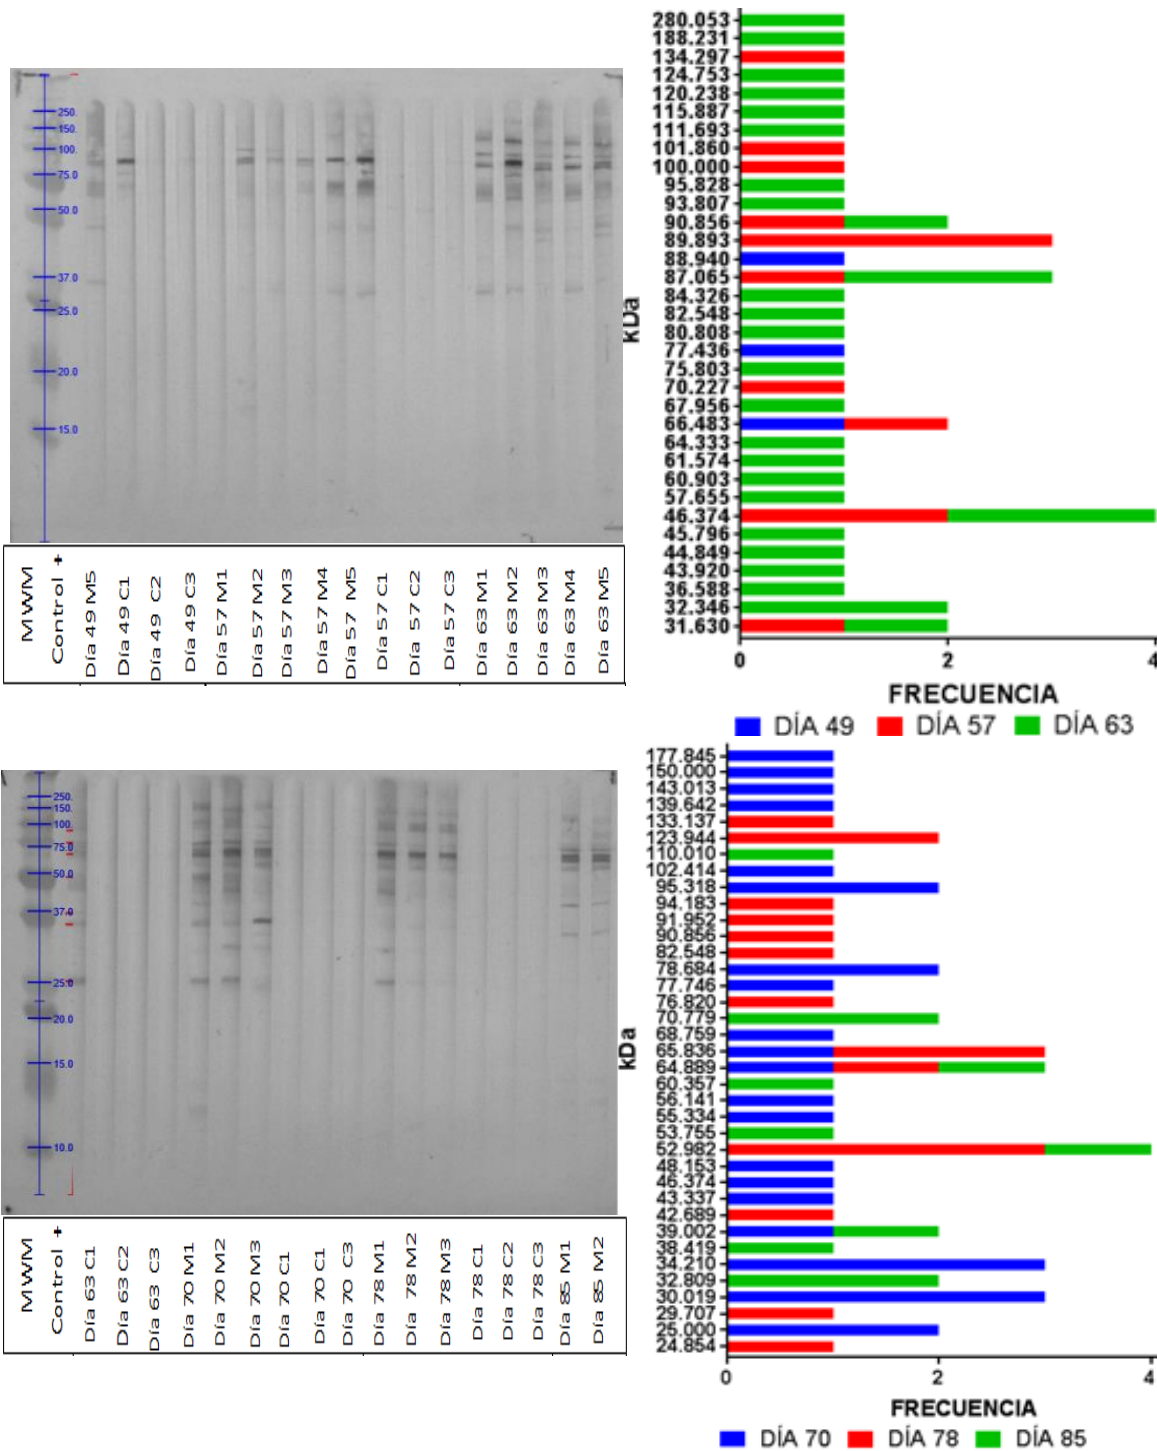 250.
150.
100.
75.0
50.0
37.0
25.0
20.0
15.0
MWM
Control +
Día 49 M5
Día 49 C1
Día 49 C2
Día 49 C3
Día 57 M1
Día 57 M2
Día 57 M3
Día 57 M4
Día 57 M5
Día 57 C1
Día 57 C2
Día 57 C3
Día 63 M1
Día 63 M2
Día 63 M3
Día 63 M4
Día 63 M5
kDa
280.053
188.231
134.297
124.753
120.238
115.887
111.693
101.860
100.000
95.828
93.807
90.856
89.893
88.940
87.065
84.326
82.548
80.808
77.436
75.803
70.227
67.956
66.483
64.333
61.574
60.903
57.655
46.374
45.796
44.849
43.920
36.588
32.346
31.630
0 2 4
FRECUENCIA
DÍA 49 DÍA 57 DÍA 63
250.
150.
100.
75.0
50.0
37.0
25.0
20.0
15.0
10.0
MWM
Control +
Día 63 C1
Día 63 C2
Día 63 C3
Día 70 M1
Día 70 M2
Día 70 M3
Día 70 C1
Día 70 C1
Día 70 C3
Día 78 M1
Día 78 M2
Día 78 M3
Día 78 C1
Día 78 C2
Día 78 C3
Día 85 M1
Día 85 M2
kDa
177.845
150.000
143.013
139.642
133.137
123.944
110.010
102.414
95.318
94.183
91.952
90.856
82.548
78.684
77.746
76.820
70.779
68.759
65.836
64.889
60.357
56.141
55.334
53.755
52.982
48.153
46.374
43.337
42.689
39.002
38.419
34.210
32.809
30.019
29.707
25.000
24.854
0 2 4
FRECUENCIA
DÍA 70 DÍA 78 DÍA 85